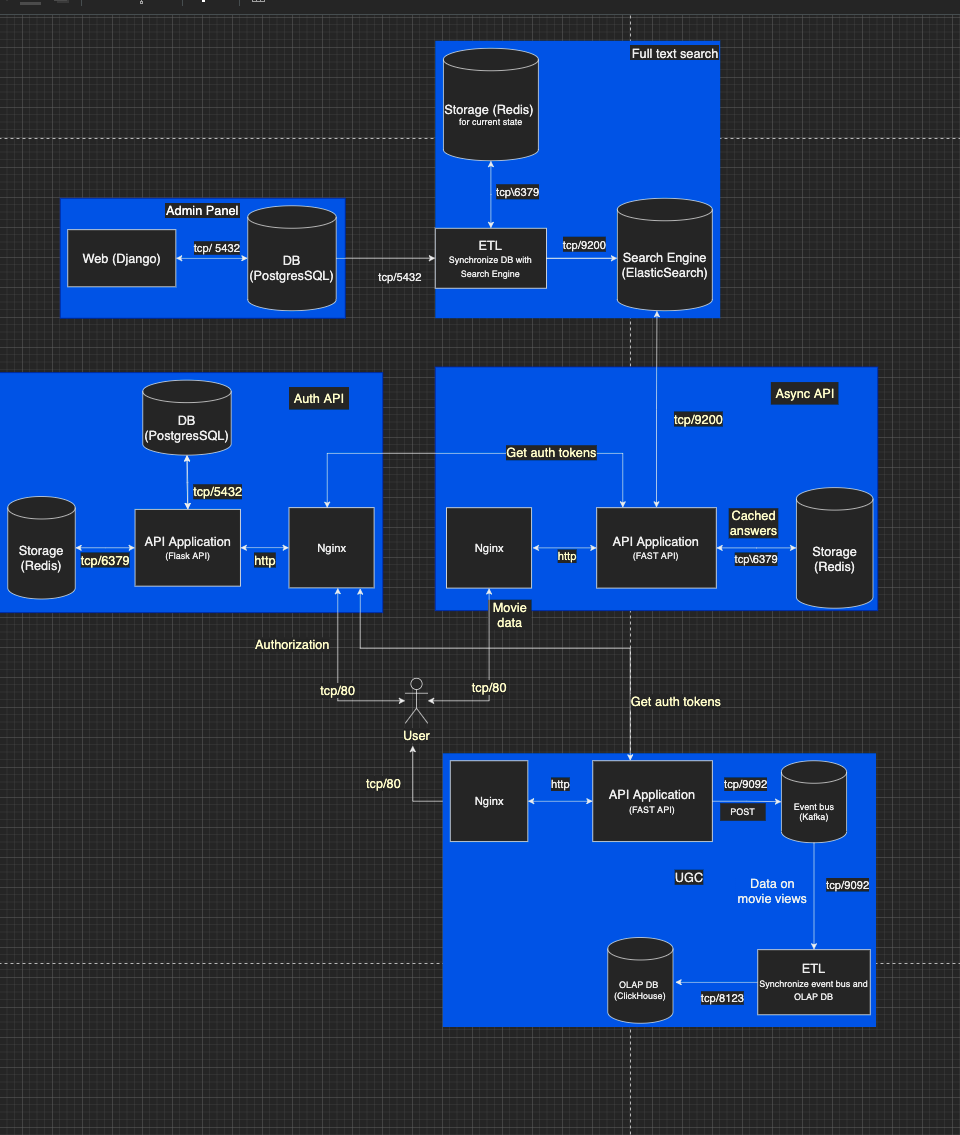 Full text search
Storage (Redis)
for current state
tcp\6379
Admin Panel
Web (Django)
tcp/ 5432
DB
(PostgresSQL)
tcp/5432
ETL
Synchronize DB with
Search Engine
tcp/9200
Search Engine
(ElasticSearch)
tcp/9200
Auth API
DB
(PostgresSQL)
tcp/5432
Storage
(Redis)
tcp/6379
API Application
(Flask API)
http
Nginx
Async API
Get auth tokens
Nginx
http
API Application
(FAST API)
Cached
answers
tcp\6379
Storage
(Redis)
Movie
data
Authorization
tcp/80
tcp/80
User
Get auth tokens
tcp/80
Nginx
http
API Application
(FAST API)
tcp/9092
POST
Event bus
(Kafka)
UGC
Data on
movie views
tcp/9092
ETL
Synchronize event bus and
OLAP DB
tcp/8123
OLAP DB
(ClickHouse)